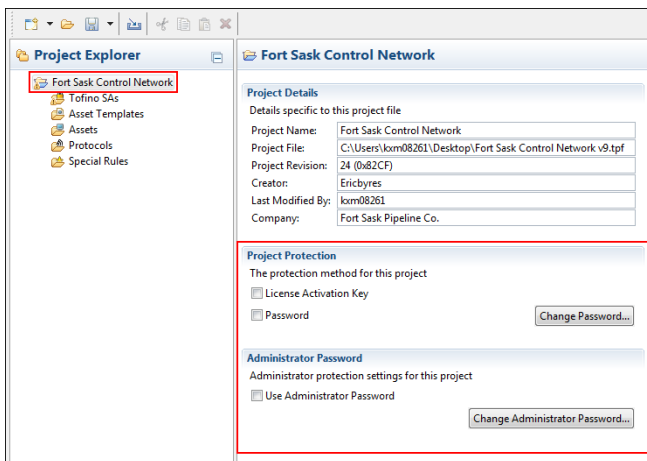 Project Explorer
Fort Sask Control Network
Tofino SAs
Asset Templates
Assets
Protocols
Special Rules
Fort Sask Control Network
Project Details
Details specific to this project file
Project Name: Fort Sask Control Network
Project File: C:\Users\kxm08261\Desktop\Fort Sask Control Network v9.tpf
Project Revision: 24 (0x82CF)
Creator: Ericbyres
Last Modified By: kxm08261
Company: Fort Sask Pipeline Co.
Project Protection
The protection method for this project
License Activation Key
Password Change Password...
Administrator Password
Administrator protection settings for this project
Use Administrator Password
Change Administrator Password...